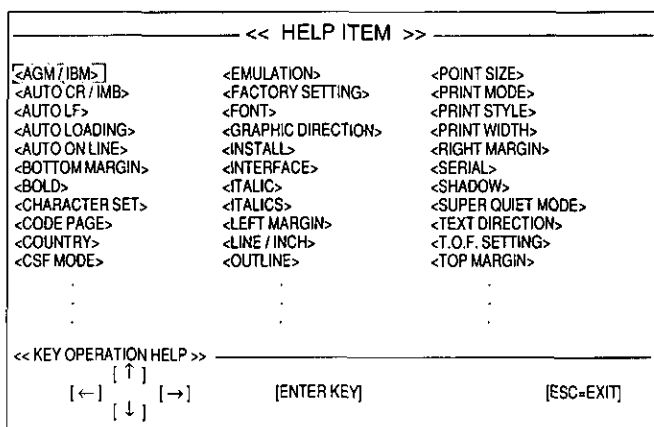 << HELP ITEM >>
<AGM / IBM> <EMULATION> <POINT SIZE>
<AUTO CR / IMB> <FACTORY SETTING> <PRINT MODE>
<AUTO LF> <FONT> <PRINT STYLE>
<AUTO LOADING> <GRAPHIC DIRECTION> <PRINT WIDTH>
<AUTO ON LINE> <INSTALL> <RIGHT MARGIN>
<BOTTOM MARGIN> <INTERFACE> <SERIAL>
<BOLD> <ITALIC> <SHADOW>
<CHARACTER SET> <ITALICS> <SUPER QUIET MODE>
<CODE PAGE> <LEFT MARGIN> <TEXT DIRECTION>
<COUNTRY> <LINE / INCH> <T.O.F. SETTING>
<CSF MODE> <OUTLINE> <TOP MARGIN>
. . .
. . .
. . .
<< KEY OPERATION HELP >>
[ ↑ ]
[←] [→] [ENTER KEY] [ESC=EXIT]
[ ↓ ]